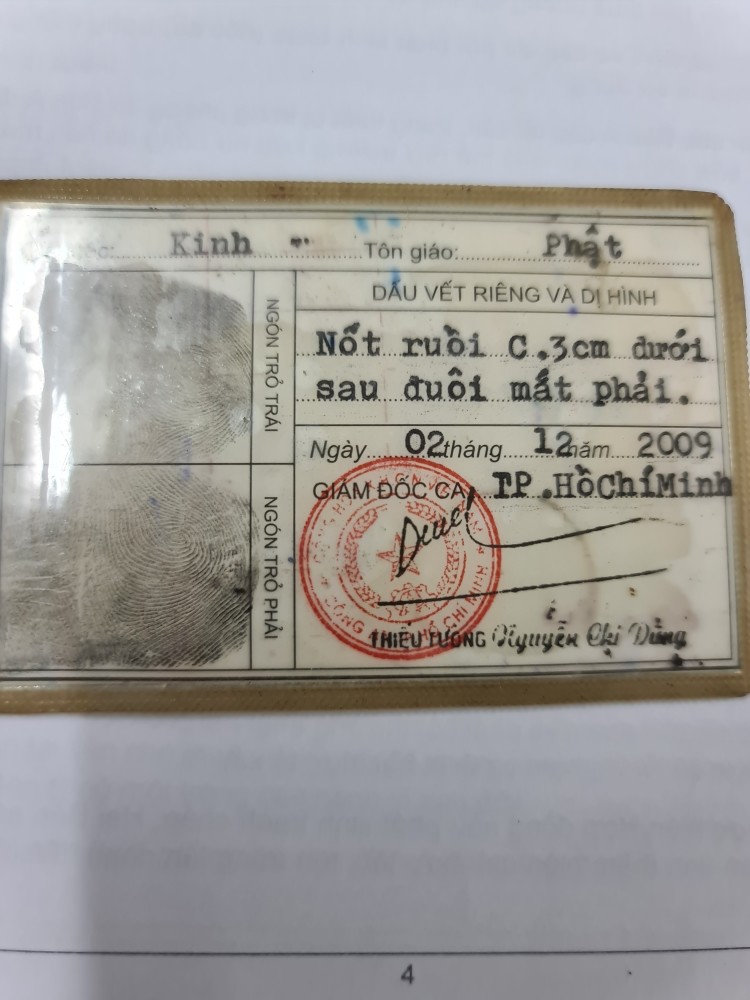 Kinh Tôn giáo: Phật
DẤU VẾT RIÊNG VÀ DỊ HÌNH
Nốt ruồi C.3cm dưới
sau đuôi mắt phải.
NGÓN TRỎ TRÁI
Ngày 02 tháng 12 năm 2009
GIÁM ĐỐC CA TP.HồChíMinh
NGÓN TRỎ PHẢI
THIẾU TƯỚNG Nguyễn Chí Dũng
4